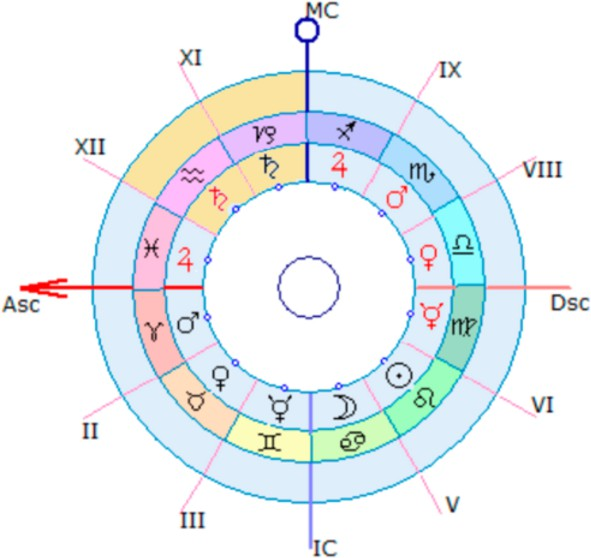 MC
XI
IX
♑ ♐
♄ ♃
XII
♒ ♏
VIII
♄ ♂
♓ ♃ ♀ ♎
Asc
Dsc
♈ ♂ ☿ ♍
♀ ☉
♉ ☿ ☽ ♌
II
VI
♊ ♋
III
V
IC